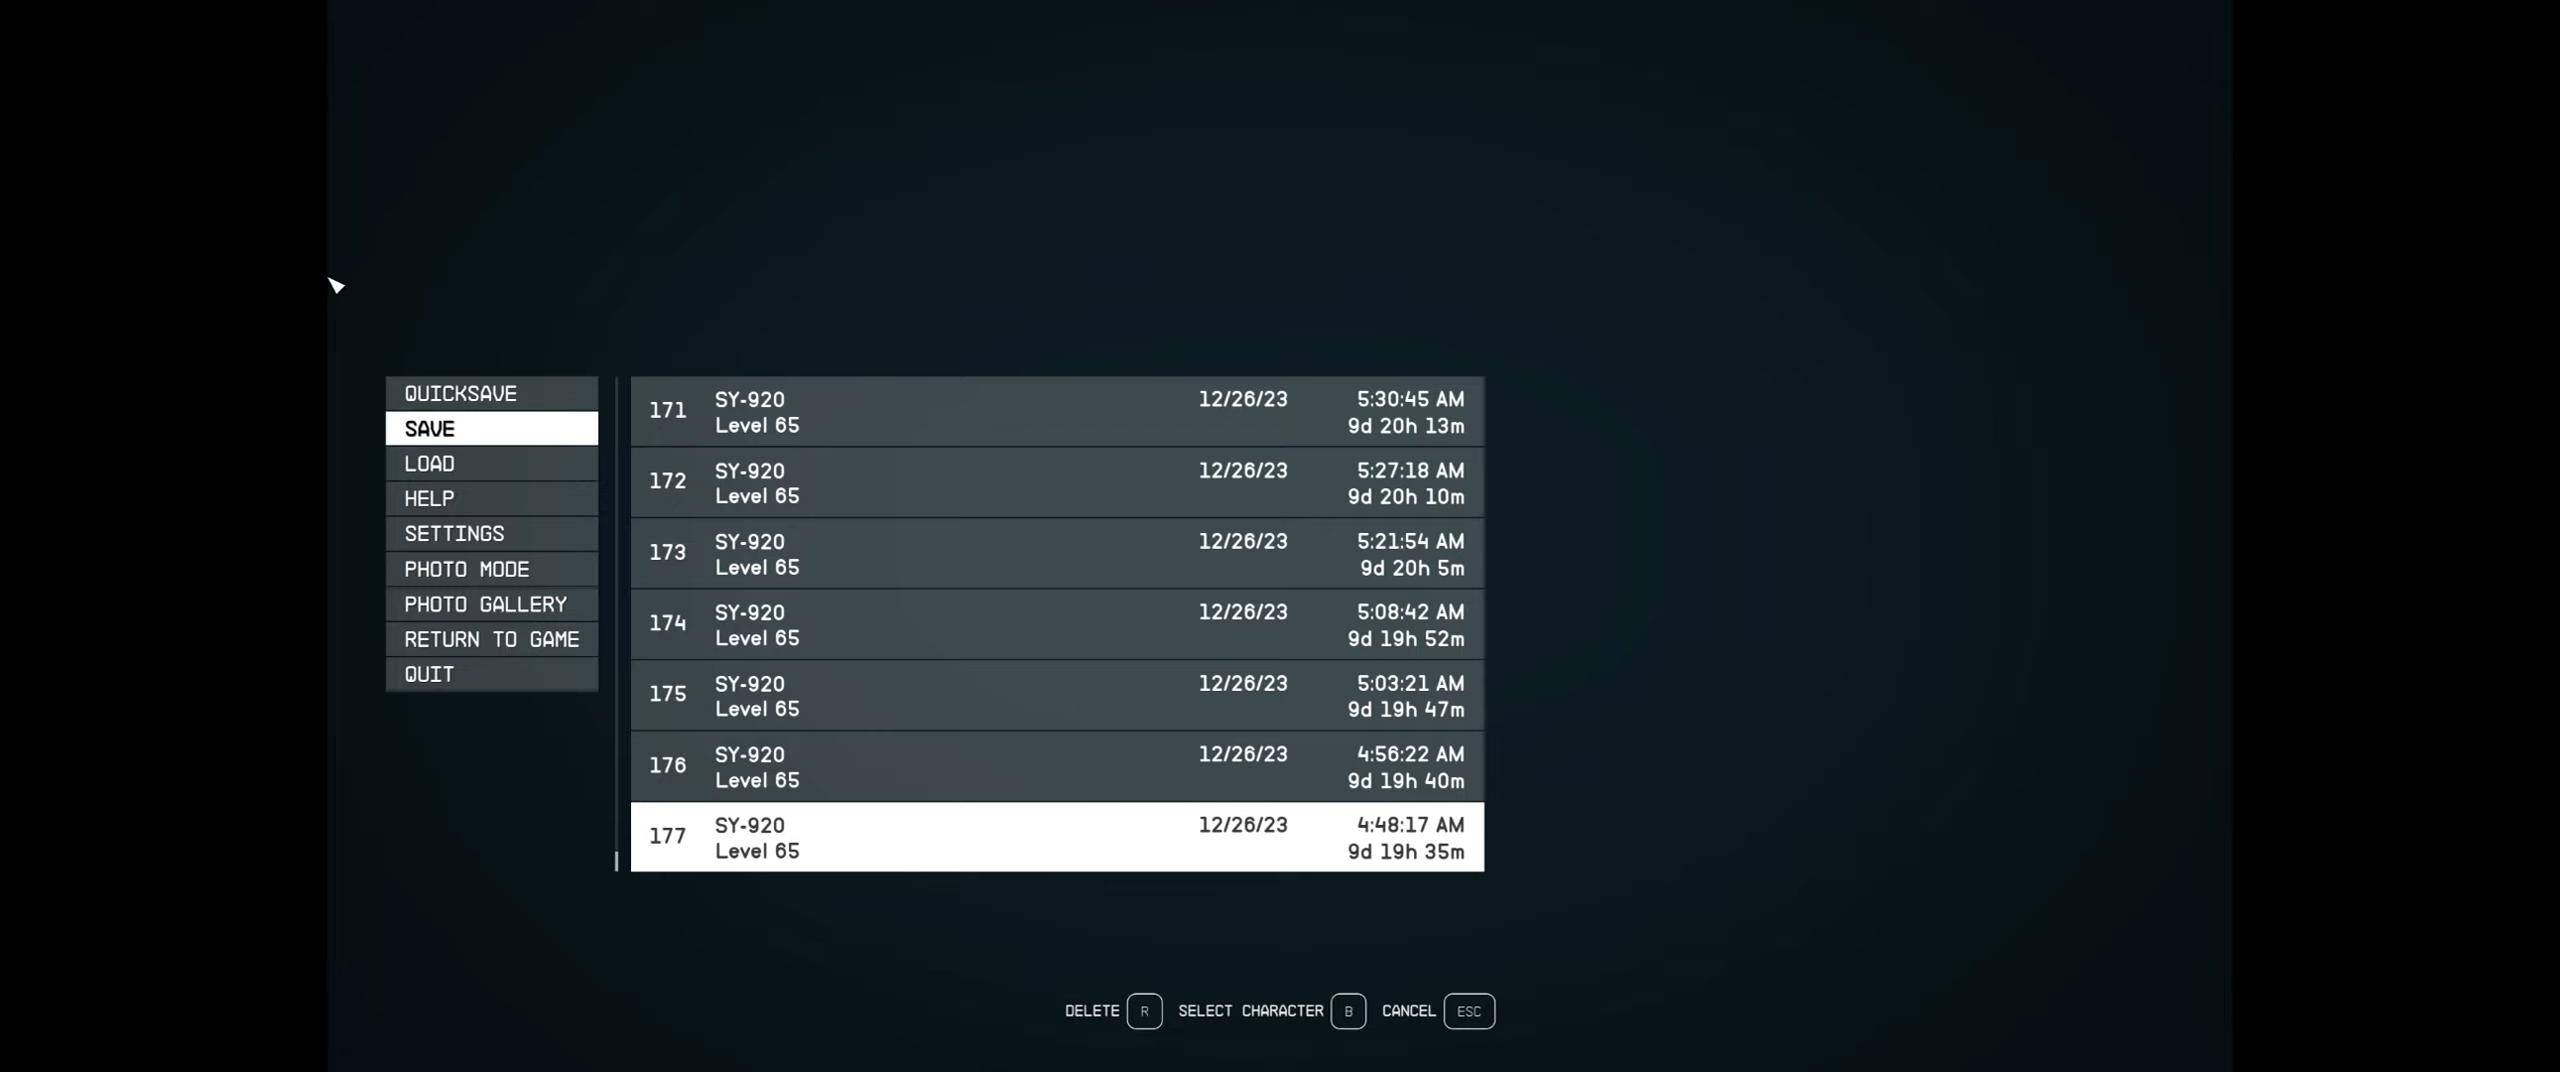 QUICKSAVE
SAVE
LOAD
HELP
SETTINGS
PHOTO MODE
PHOTO GALLERY
RETURN TO GAME
QUIT
171 SY-920 12/26/23 5:30:45 AM
Level 65 9d 20h 13m
172 SY-920 12/26/23 5:27:18 AM
Level 65 9d 20h 10m
173 SY-920 12/26/23 5:21:54 AM
Level 65 9d 20h 5m
174 SY-920 12/26/23 5:08:42 AM
Level 65 9d 19h 52m
175 SY-920 12/26/23 5:03:21 AM
Level 65 9d 19h 47m
176 SY-920 12/26/23 4:56:22 AM
Level 65 9d 19h 40m
177 SY-920 12/26/23 4:48:17 AM
Level 65 9d 19h 35m
DELETE R SELECT CHARACTER B CANCEL ESC